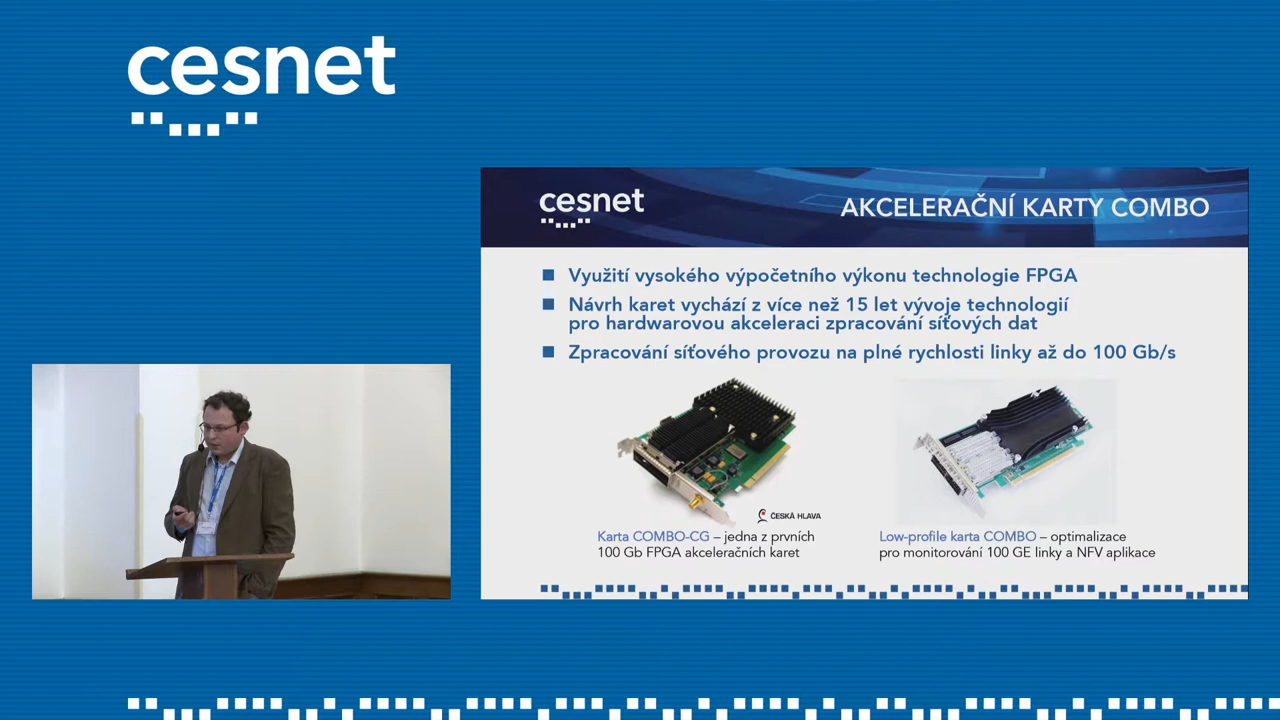 cesnet
cesnet
AKCELERAČNÍ KARTY COMBO
Využití vysokého výpočetního výkonu technologie FPGA
Návrh karet vychází z více než 15 let vývoje technologií
pro hardwarovou akceleraci zpracování síťových dat
Zpracování síťového provozu na plné rychlosti linky až do 100 Gb/s
ČESKÁ HLAVA
Karta COMBO-CG – jedna z prvních
100 Gb FPGA akceleračních karet
Low-profile karta COMBO – optimalizace
pro monitorování 100 GE linky a NFV aplikace